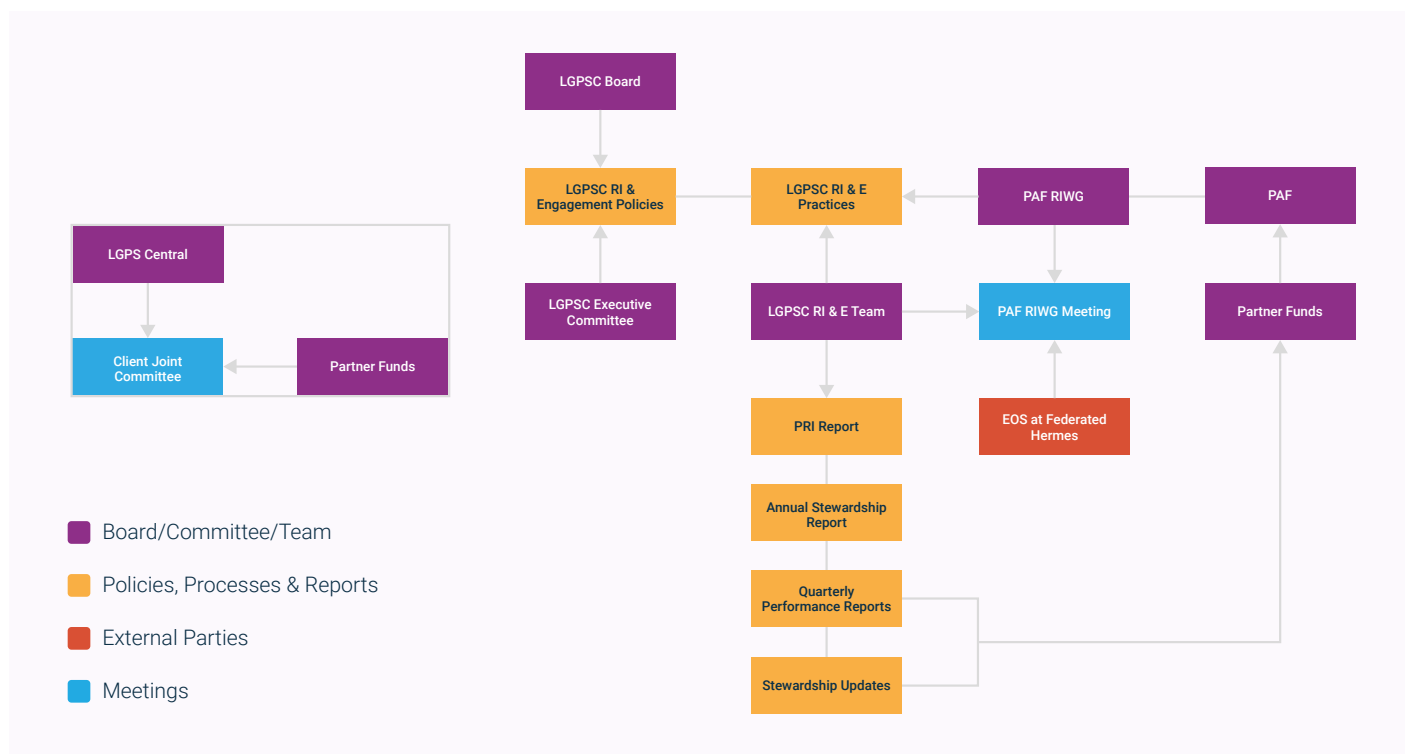 LGPSC Board
LGPSC RI &
Engagement Policies
LGPSC RI & E
Practices
PAF RIWG
PAF
LGPS Central
LGPSC Executive
Committee
LGPSC RI & E Team
PAF RIWG Meeting
Partner Funds
Client Joint
Committee
Partner Funds
PRI Report
EOS at Federated
Hermes
Annual Stewardship
Report
Quarterly
Performance Reports
Stewardship Updates
Board/Committee/Team
Policies, Processes & Reports
External Parties
Meetings